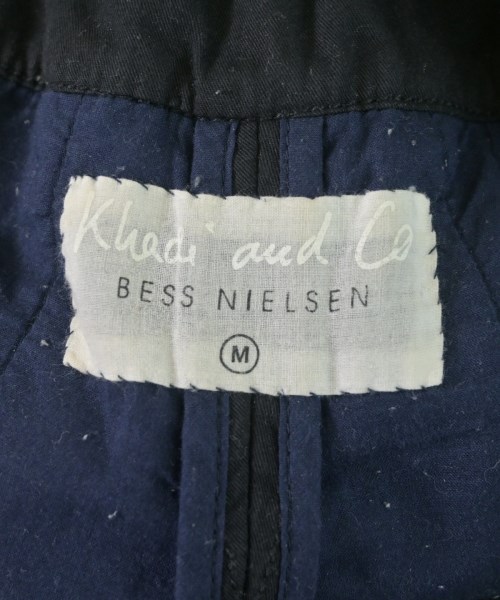 Khadi and Co
BESS NIELSEN
M